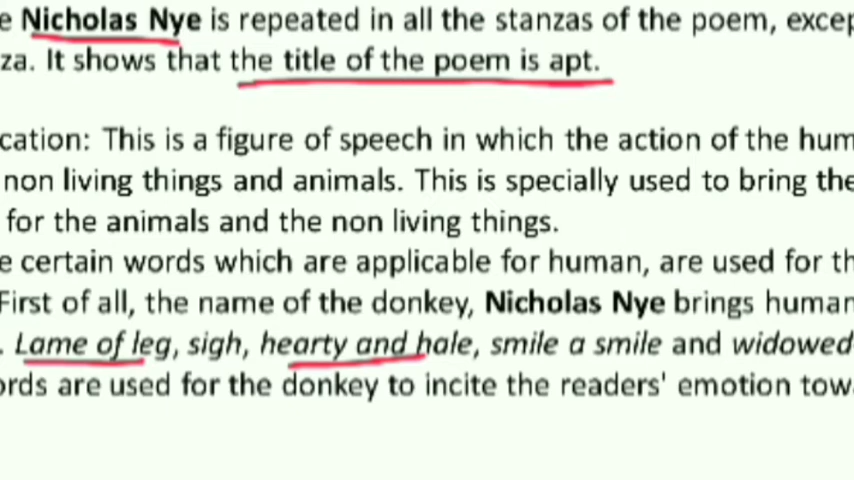 e Nicholas Nye is repeated in all the stanzas of the poem, excep
za. It shows that the title of the poem is apt.
cation: This is a figure of speech in which the action of the hum
non living things and animals. This is specially used to bring the
for the animals and the non living things.
e certain words which are applicable for human, are used for th
First of all, the name of the donkey, Nicholas Nye brings human
. Lame of leg, sigh, hearty and hale, smile a smile and widowed
ords are used for the donkey to incite the readers' emotion tow